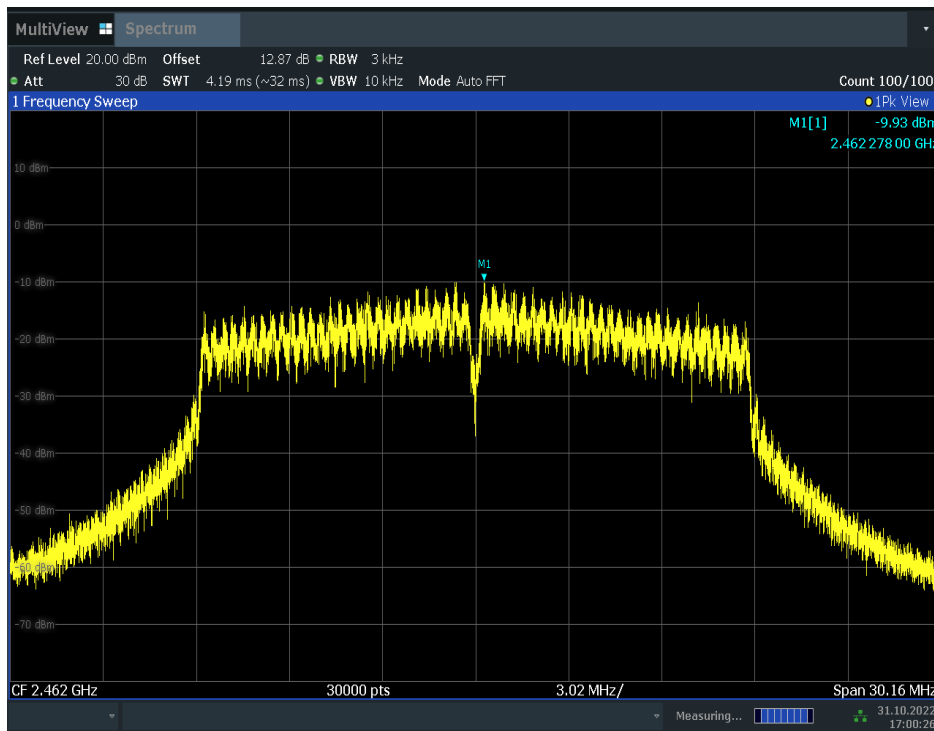 MultiView Spectrum
Ref Level 20.00 dBm Offset 12.87 dB RBW 3 kHz
Att 30 dB SWT 4.19 ms (~32 ms) VBW 10 kHz Mode Auto FFT Count 100/100
1 Frequency Sweep 1Pk View
M1[1] -9.93 dBm
2.462 278 00 GHz
10 dBm
0 dBm
M1
-10 dBm
-20 dBm
-30 dBm
-40 dBm
-50 dBm
-60 dBm
-70 dBm
CF 2.462 GHz 30000 pts 3.02 MHz/ Span 30.16 MHz
Measuring... 31.10.2022
17:00:26